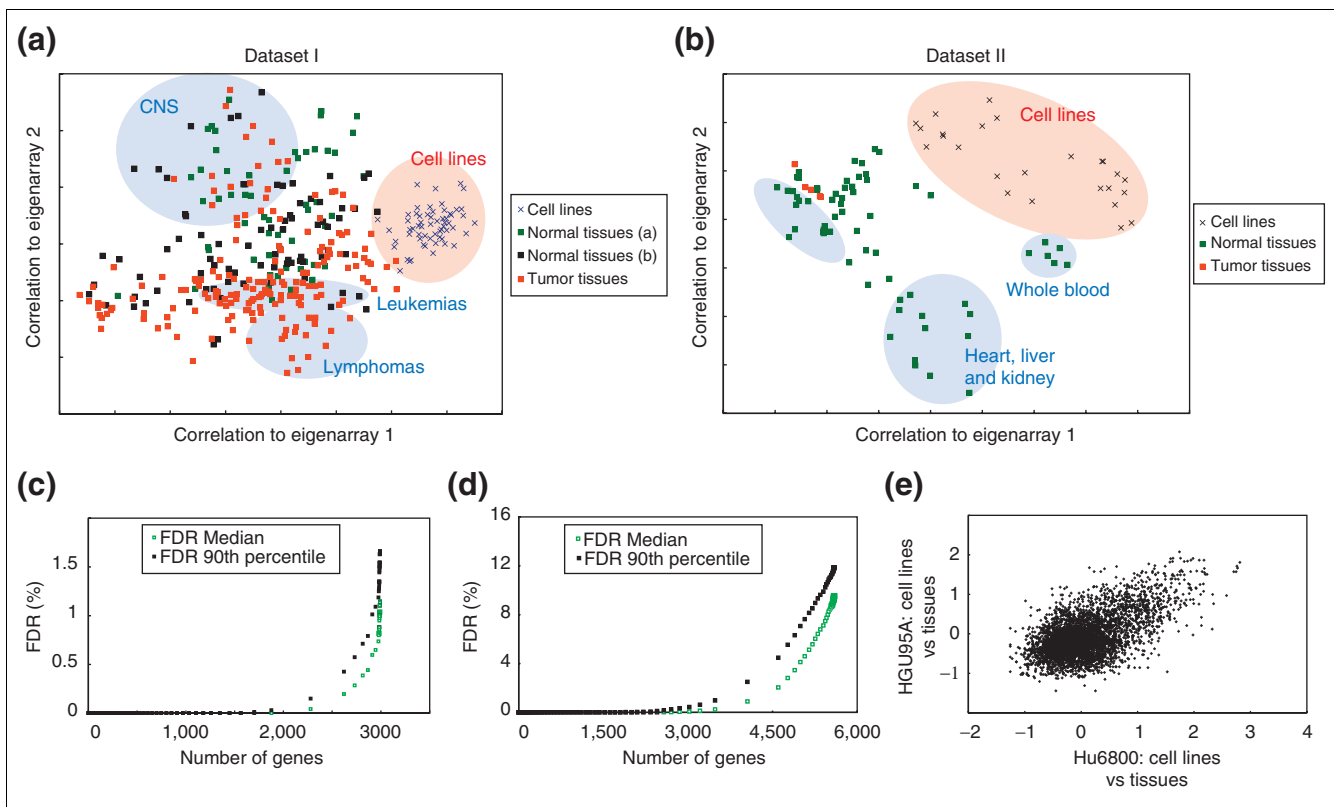 (a)
Dataset I
CNS
Cell lines
Leukemias
Lymphomas
Correlation to eigenarray 2
Correlation to eigenarray 1
Cell lines
Normal tissues (a)
Normal tissues (b)
Tumor tissues
(b)
Dataset II
Cell lines
Whole blood
Heart, liver
and kidney
Correlation to eigenarray 2
Correlation to eigenarray 1
Cell lines
Normal tissues
Tumor tissues
(c)
FDR Median
FDR 90th percentile
FDR (%)
1.5
1
0.5
0
0 1,000 2,000 3000
Number of genes
(d)
FDR Median
FDR 90th percentile
FDR (%)
16
12
8
4
0
0 1,500 3,000 4,500 6,000
Number of genes
(e)
HGU95A: cell lines
vs tissues
2
1
0
−1
−2 −1 0 1 2 3 4
Hu6800: cell lines
vs tissues